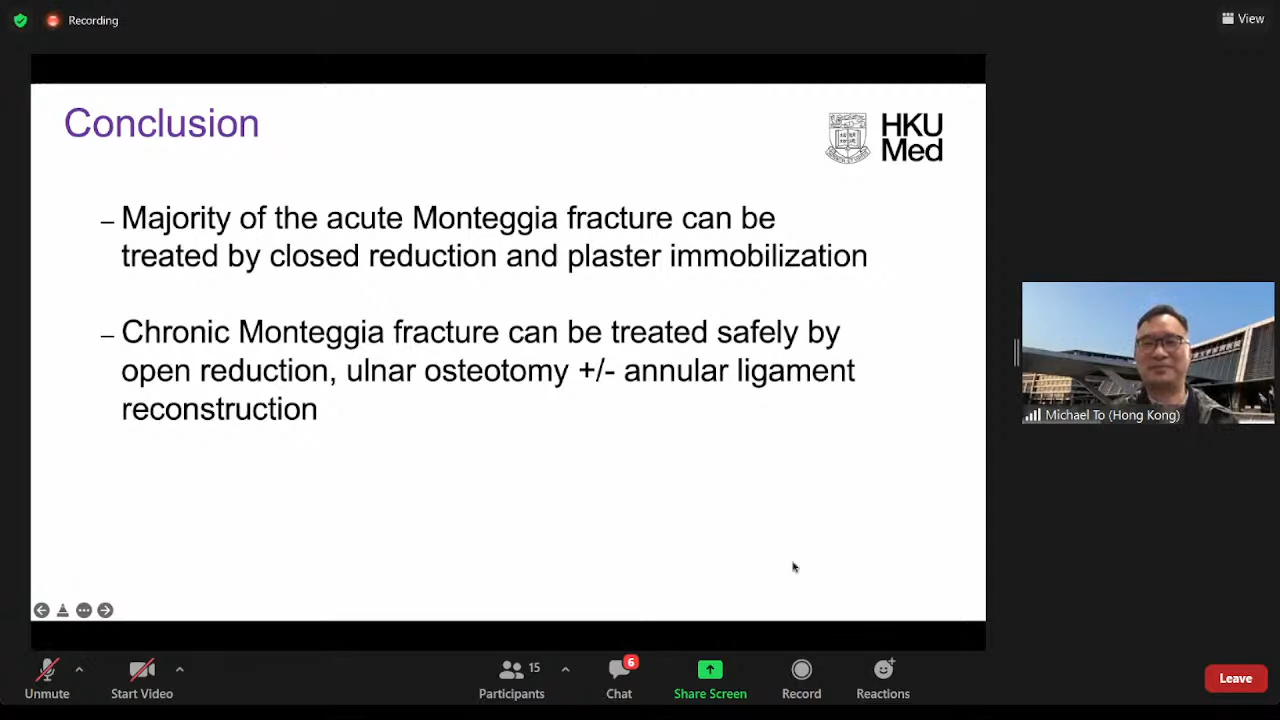 Recording
View
Conclusion
HKU
Med
– Majority of the acute Monteggia fracture can be
treated by closed reduction and plaster immobilization
– Chronic Monteggia fracture can be treated safely by
open reduction, ulnar osteotomy +/- annular ligament
reconstruction
Michael To (Hong Kong)
Unmute
Start Video
15
Participants
6
Chat
Share Screen
Record
Reactions
Leave